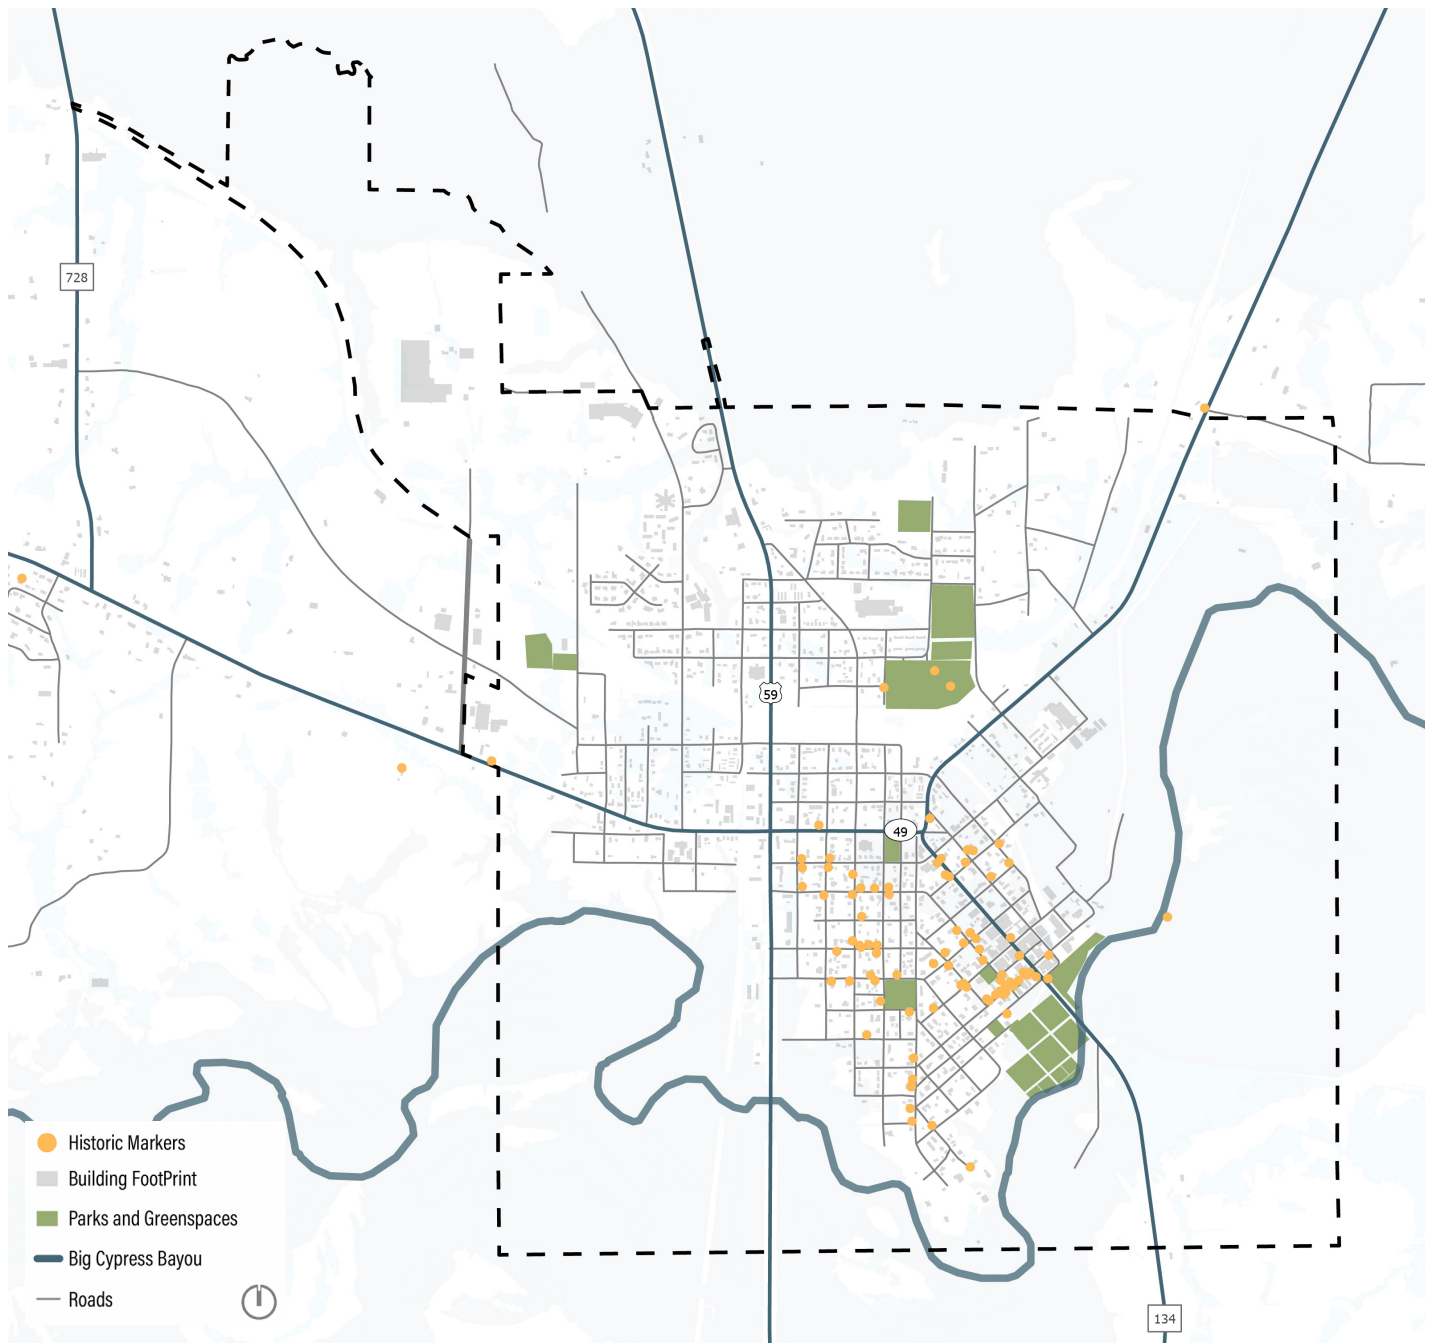 728
59
49
Historic Markers
Building FootPrint
Parks and Greenspaces
Big Cypress Bayou
Roads
134